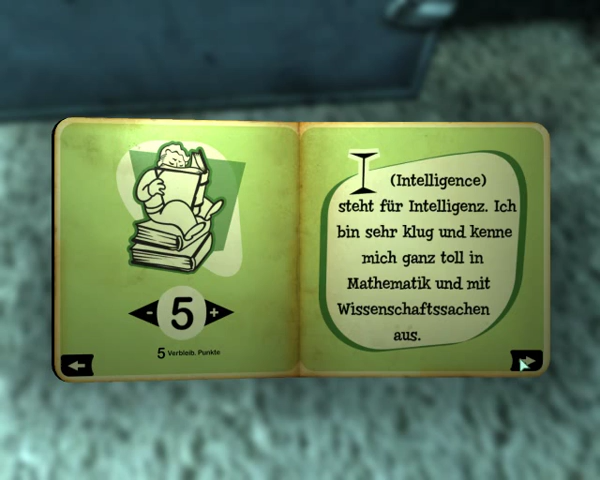 - 5 +
5 Verbleib. Punkte
I (Intelligence)
steht für Intelligenz. Ich
bin sehr klug und kenne
mich ganz toll in
Mathematik und mit
Wissenschaftssachen
aus.